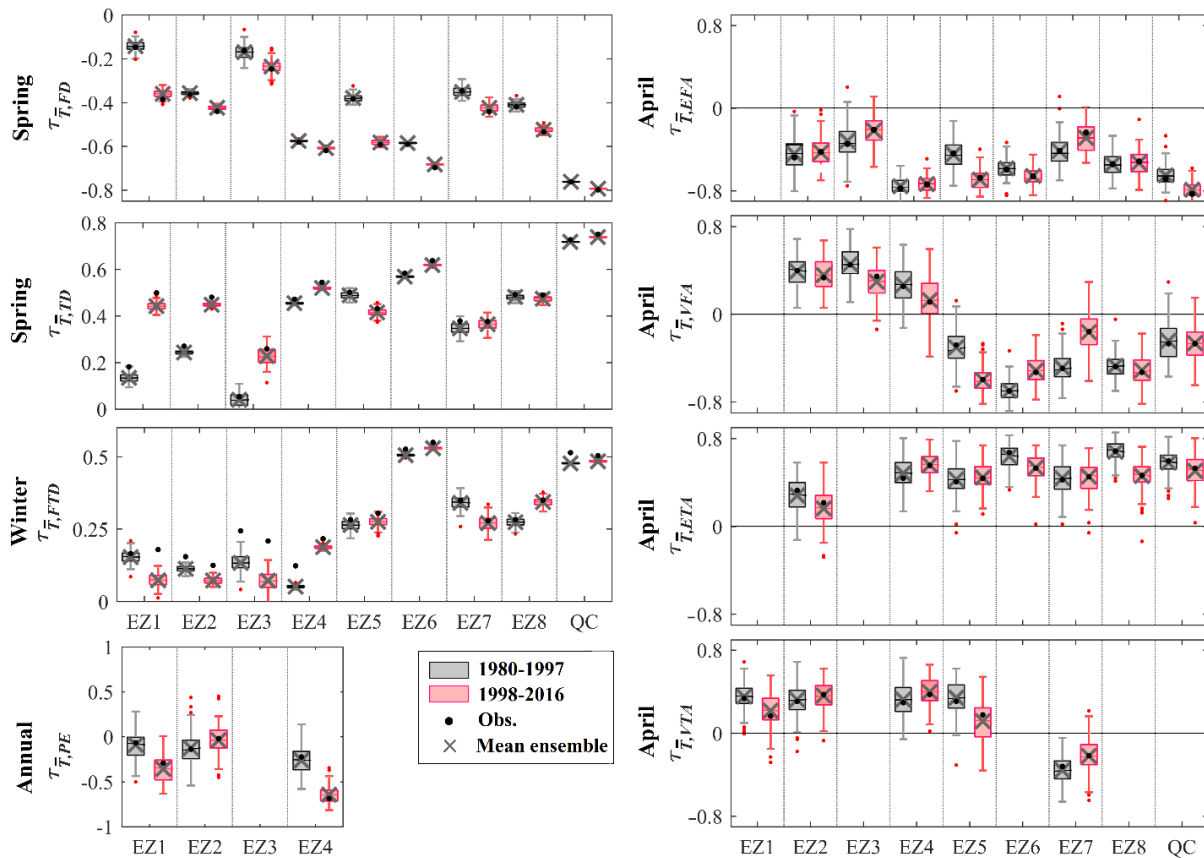 Spring
τT̄,FD
0
-0.2
-0.4
-0.6
-0.8
Spring
τT̄,TD
0.8
0.6
0.4
0.2
0
Winter
τT̄,FTD
0.5
0.25
0
EZ1 EZ2 EZ3 EZ4 EZ5 EZ6 EZ7 EZ8 QC
Annual
τT̄,PE
1
0.5
0
-0.5
-1
EZ1 EZ2 EZ3 EZ4
1980-1997
1998-2016
Obs.
Mean ensemble
April
τT̄,EFA
0.8
0
-0.8
April
τT̄,VFA
0.8
0
-0.8
April
τT̄,ETA
0.8
0
-0.8
April
τT̄,VTA
0.8
0
-0.8
EZ1 EZ2 EZ3 EZ4 EZ5 EZ6 EZ7 EZ8 QC